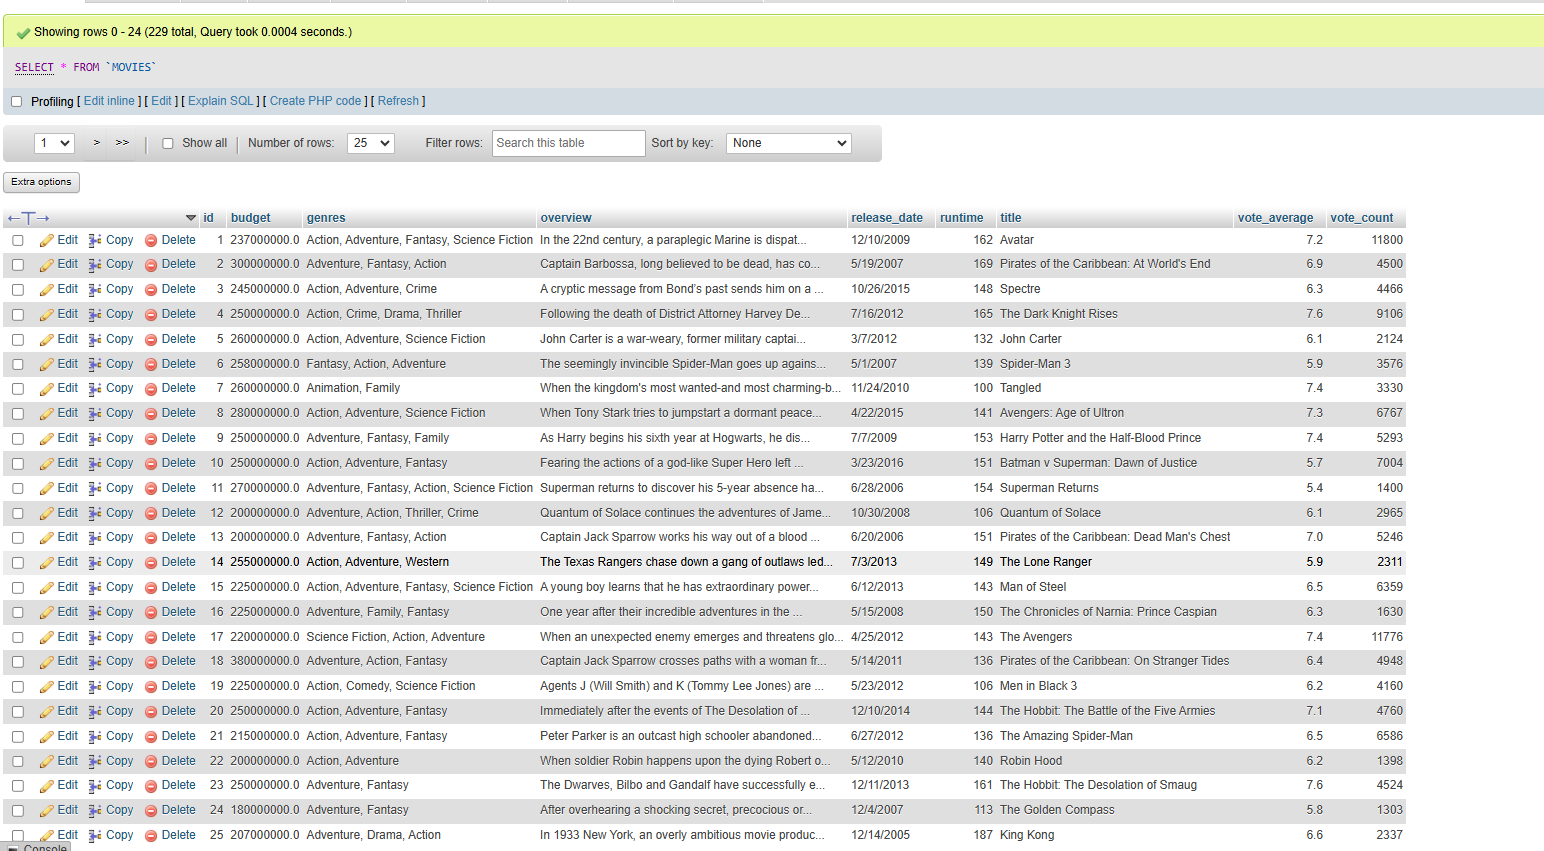 Showing rows 0 - 24 (229 total, Query took 0.0004 seconds.)
SELECT * FROM `MOVIES`
Profiling [ Edit inline ] [ Edit ] [ Explain SQL ] [ Create PHP code ] [ Refresh ]
1 > >> | Show all | Number of rows: 25 Filter rows: Search this table Sort by key: None
Extra options
←T→ id budget genres overview release_date runtime title vote_average vote_count
Edit Copy Delete 1 237000000.0 Action, Adventure, Fantasy, Science Fiction In the 22nd century, a paraplegic Marine is dispat... 12/10/2009 162 Avatar 7.2 11800
Edit Copy Delete 2 300000000.0 Adventure, Fantasy, Action Captain Barbossa, long believed to be dead, has co... 5/19/2007 169 Pirates of the Caribbean: At World's End 6.9 4500
Edit Copy Delete 3 245000000.0 Action, Adventure, Crime A cryptic message from Bond's past sends him on a ... 10/26/2015 148 Spectre 6.3 4466
Edit Copy Delete 4 250000000.0 Action, Crime, Drama, Thriller Following the death of District Attorney Harvey De... 7/16/2012 165 The Dark Knight Rises 7.6 9106
Edit Copy Delete 5 260000000.0 Action, Adventure, Science Fiction John Carter is a war-weary, former military captai... 3/7/2012 132 John Carter 6.1 2124
Edit Copy Delete 6 258000000.0 Fantasy, Action, Adventure The seemingly invincible Spider-Man goes up agains... 5/1/2007 139 Spider-Man 3 5.9 3576
Edit Copy Delete 7 260000000.0 Animation, Family When the kingdom's most wanted-and most charming-b... 11/24/2010 100 Tangled 7.4 3330
Edit Copy Delete 8 280000000.0 Action, Adventure, Science Fiction When Tony Stark tries to jumpstart a dormant peace... 4/22/2015 141 Avengers: Age of Ultron 7.3 6767
Edit Copy Delete 9 250000000.0 Adventure, Fantasy, Family As Harry begins his sixth year at Hogwarts, he dis... 7/7/2009 153 Harry Potter and the Half-Blood Prince 7.4 5293
Edit Copy Delete 10 250000000.0 Action, Adventure, Fantasy Fearing the actions of a god-like Super Hero left ... 3/23/2016 151 Batman v Superman: Dawn of Justice 5.7 7004
Edit Copy Delete 11 270000000.0 Adventure, Fantasy, Action, Science Fiction Superman returns to discover his 5-year absence ha... 6/28/2006 154 Superman Returns 5.4 1400
Edit Copy Delete 12 200000000.0 Adventure, Action, Thriller, Crime Quantum of Solace continues the adventures of Jame... 10/30/2008 106 Quantum of Solace 6.1 2965
Edit Copy Delete 13 200000000.0 Adventure, Fantasy, Action Captain Jack Sparrow works his way out of a blood ... 6/20/2006 151 Pirates of the Caribbean: Dead Man's Chest 7.0 5246
Edit Copy Delete 14 255000000.0 Action, Adventure, Western The Texas Rangers chase down a gang of outlaws led... 7/3/2013 149 The Lone Ranger 5.9 2311
Edit Copy Delete 15 225000000.0 Action, Adventure, Fantasy, Science Fiction A young boy learns that he has extraordinary power... 6/12/2013 143 Man of Steel 6.5 6359
Edit Copy Delete 16 225000000.0 Adventure, Family, Fantasy One year after their incredible adventures in the ... 5/15/2008 150 The Chronicles of Narnia: Prince Caspian 6.3 1630
Edit Copy Delete 17 220000000.0 Science Fiction, Action, Adventure When an unexpected enemy emerges and threatens glo... 4/25/2012 143 The Avengers 7.4 11776
Edit Copy Delete 18 380000000.0 Adventure, Action, Fantasy Captain Jack Sparrow crosses paths with a woman fr... 5/14/2011 136 Pirates of the Caribbean: On Stranger Tides 6.4 4948
Edit Copy Delete 19 225000000.0 Action, Comedy, Science Fiction Agents J (Will Smith) and K (Tommy Lee Jones) are ... 5/23/2012 106 Men in Black 3 6.2 4160
Edit Copy Delete 20 250000000.0 Action, Adventure, Fantasy Immediately after the events of The Desolation of ... 12/10/2014 144 The Hobbit: The Battle of the Five Armies 7.1 4760
Edit Copy Delete 21 215000000.0 Action, Adventure, Fantasy Peter Parker is an outcast high schooler abandoned... 6/27/2012 136 The Amazing Spider-Man 6.5 6586
Edit Copy Delete 22 200000000.0 Action, Adventure When soldier Robin happens upon the dying Robert o... 5/12/2010 140 Robin Hood 6.2 1398
Edit Copy Delete 23 250000000.0 Adventure, Fantasy The Dwarves, Bilbo and Gandalf have successfully e... 12/11/2013 161 The Hobbit: The Desolation of Smaug 7.6 4524
Edit Copy Delete 24 180000000.0 Adventure, Fantasy After overhearing a shocking secret, precocious or... 12/4/2007 113 The Golden Compass 5.8 1303
Edit Copy Delete 25 207000000.0 Adventure, Drama, Action In 1933 New York, an overly ambitious movie produc... 12/14/2005 187 King Kong 6.6 2337
Console